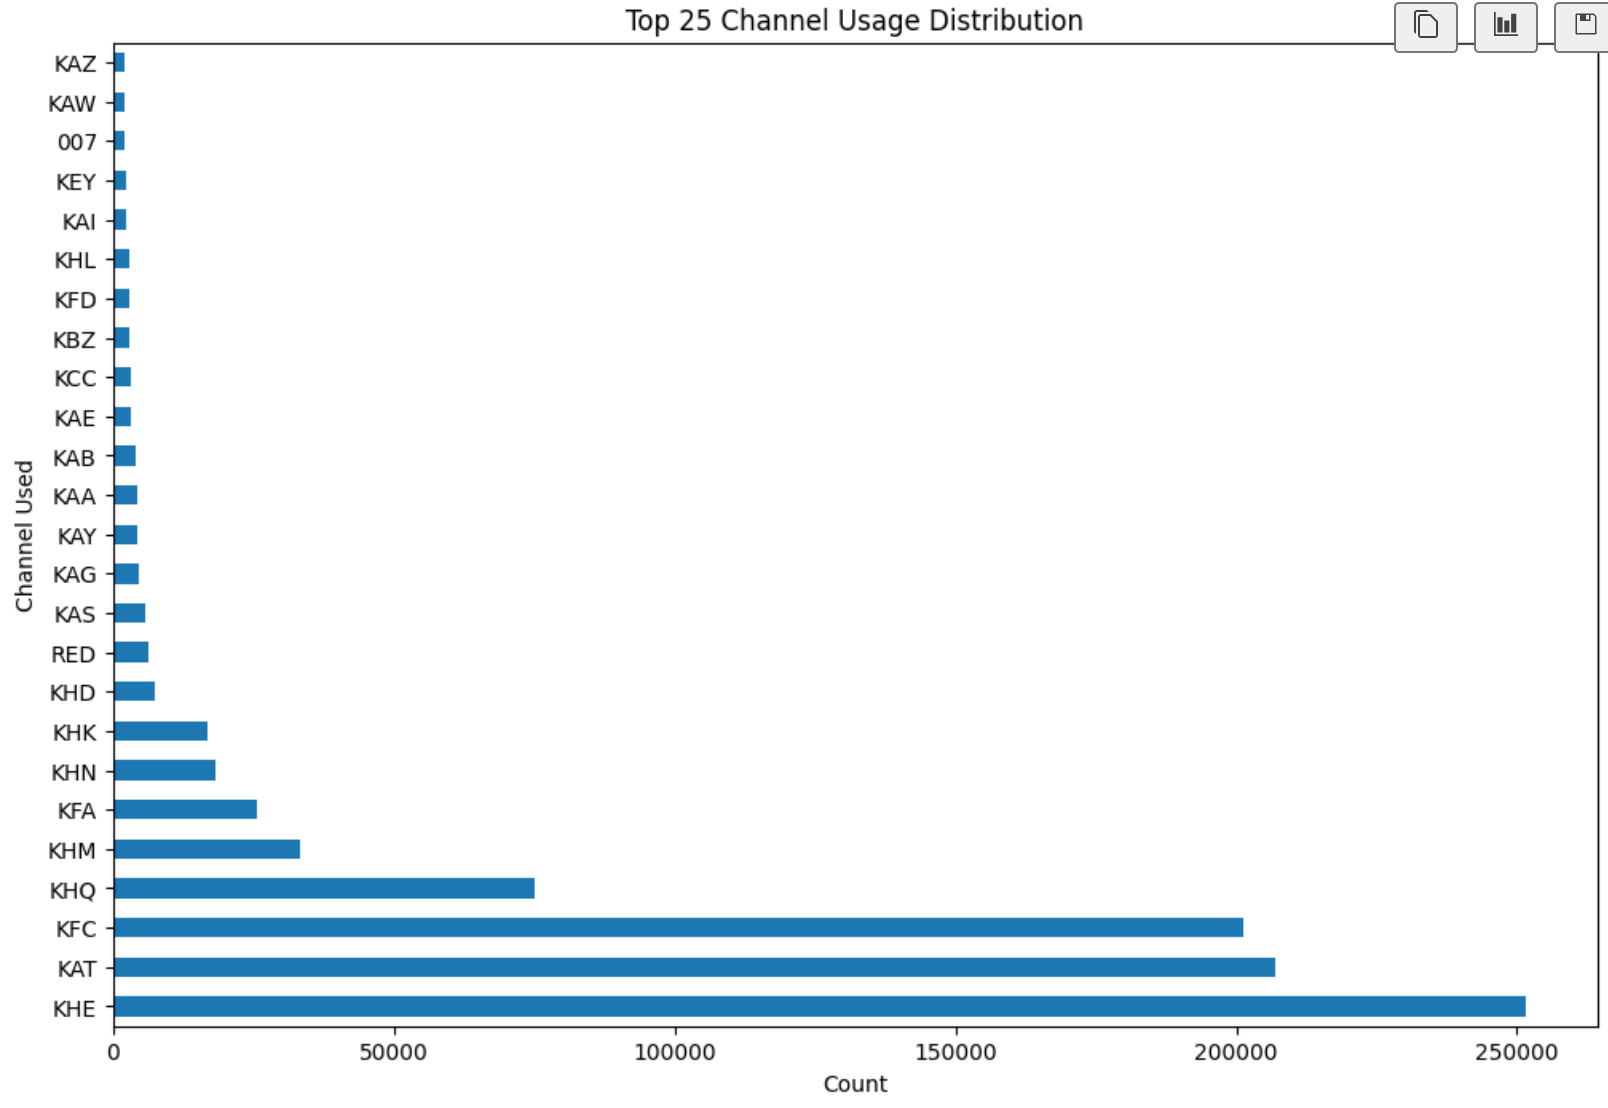 Top 25 Channel Usage Distribution
KAZ
KAW
007
KEY
KAI
KHL
KFD
KBZ
KCC
KAE
KAB
KAA
KAY
KAG
KAS
RED
KHD
KHK
KHN
KFA
KHM
KHQ
KFC
KAT
KHE
Channel Used
0 50000 100000 150000 200000 250000
Count